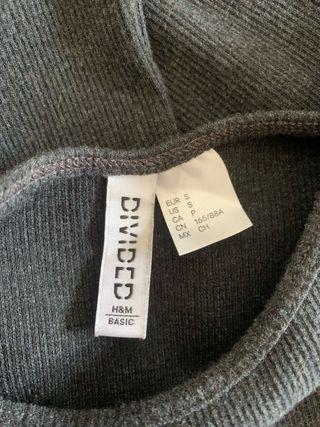 DIVIDED
H&M
BASIC
EUR S
US S
CA P
CN 165/88A
MX CH